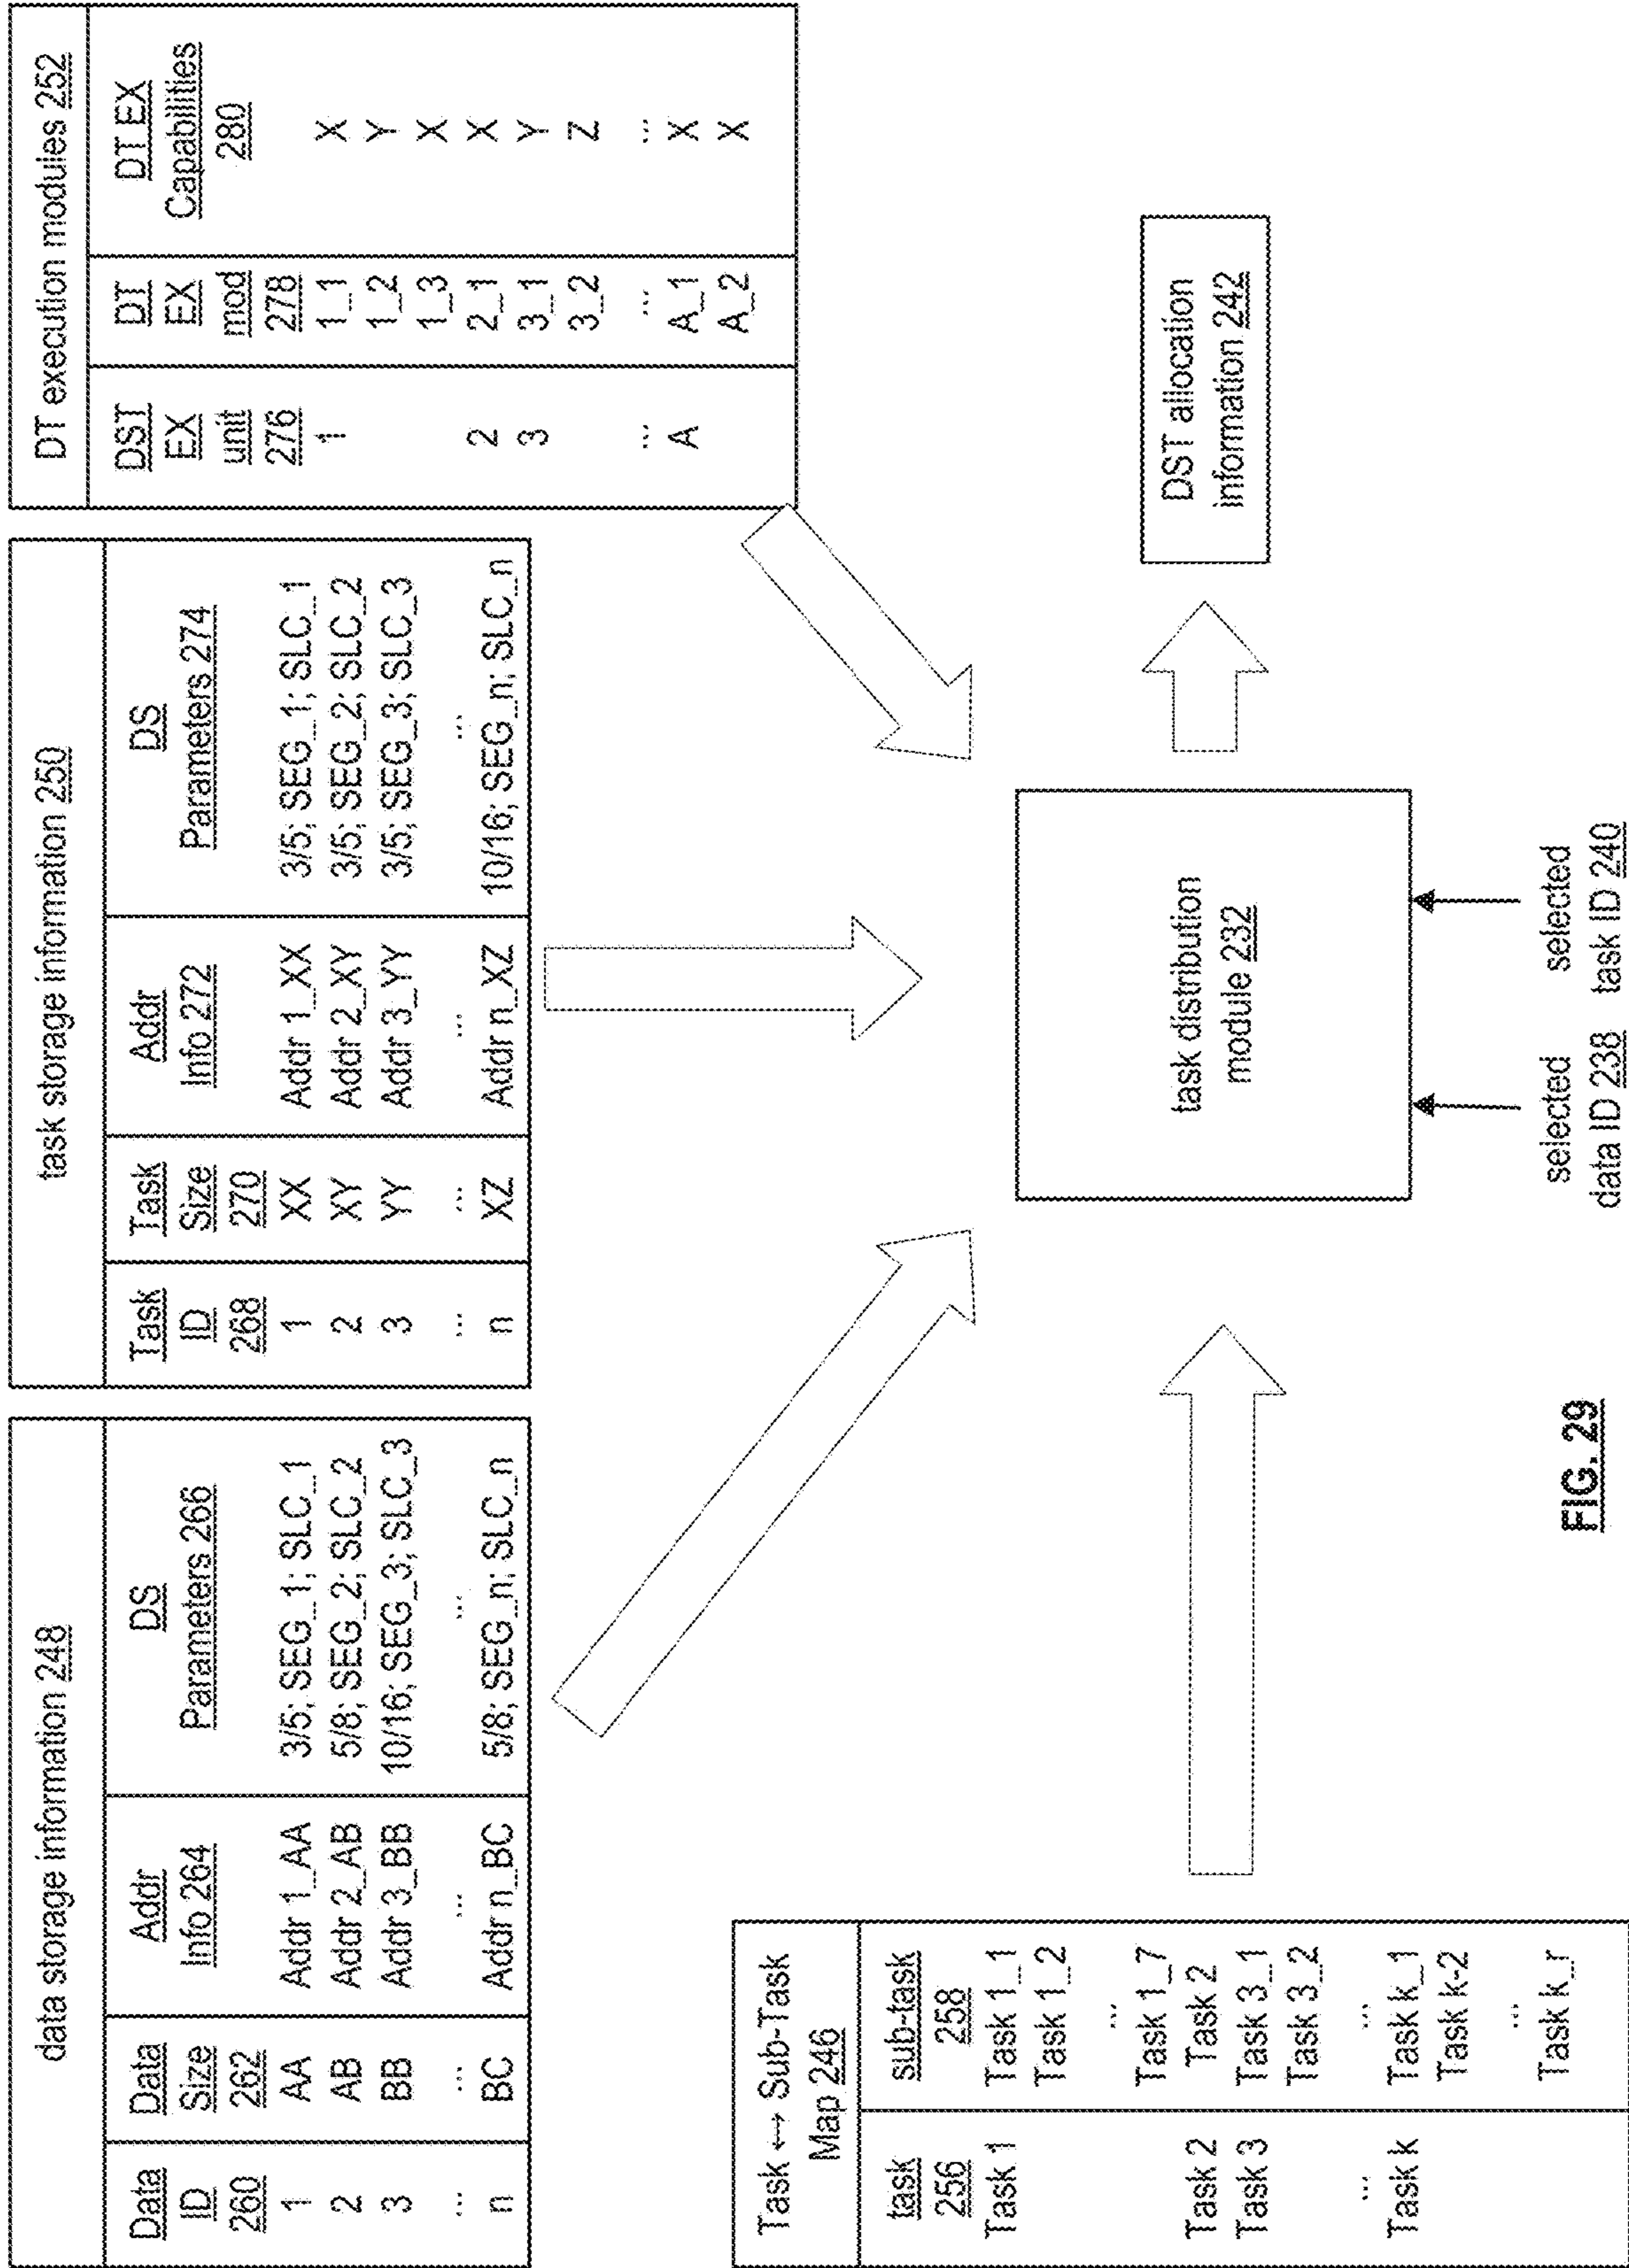 data storage information 248
Data ID 260 Data Size 262 Addr Info 264 DS Parameters 266
1 AA Addr 1_AA 3/5; SEG_1; SLC_1
2 AB Addr 2_AB 5/8; SEG_2; SLC_2
3 BB Addr 3_BB 10/16; SEG_3; SLC_3
... ... ... ...
n BC Addr n_BC 5/8; SEG_n; SLC_n
task storage information 250
Task ID 268 Task Size 270 Addr Info 272 DS Parameters 274
1 XX Addr 1_XX 3/5; SEG_1; SLC_1
2 XY Addr 2_XY 3/5; SEG_2; SLC_2
3 YY Addr 3_YY 3/5; SEG_3; SLC_3
... ... ... ...
n XZ Addr n_XZ 10/16; SEG_n; SLC_n
DT execution modules 252
DST EX unit 276 DT EX mod 278 DT EX Capabilities 280
1 1_1 X
1_2 Y
1_3 X
2 2_1 X
3 3_1 Y
3_2 Z
... ... ...
A A_1 X
A_2 X
Task ↔ Sub-Task
Map 246
task 256 sub-task 258
Task 1 Task 1_1
Task 1_2
...
Task 1_7
Task 2 Task 2
Task 3 Task 3_1
Task 3_2
... ...
Task k Task k_1
Task k-2
...
Task k_r
task distribution
module 232
DST allocation
information 242
selected
data ID 238
selected
task ID 240
FIG. 29